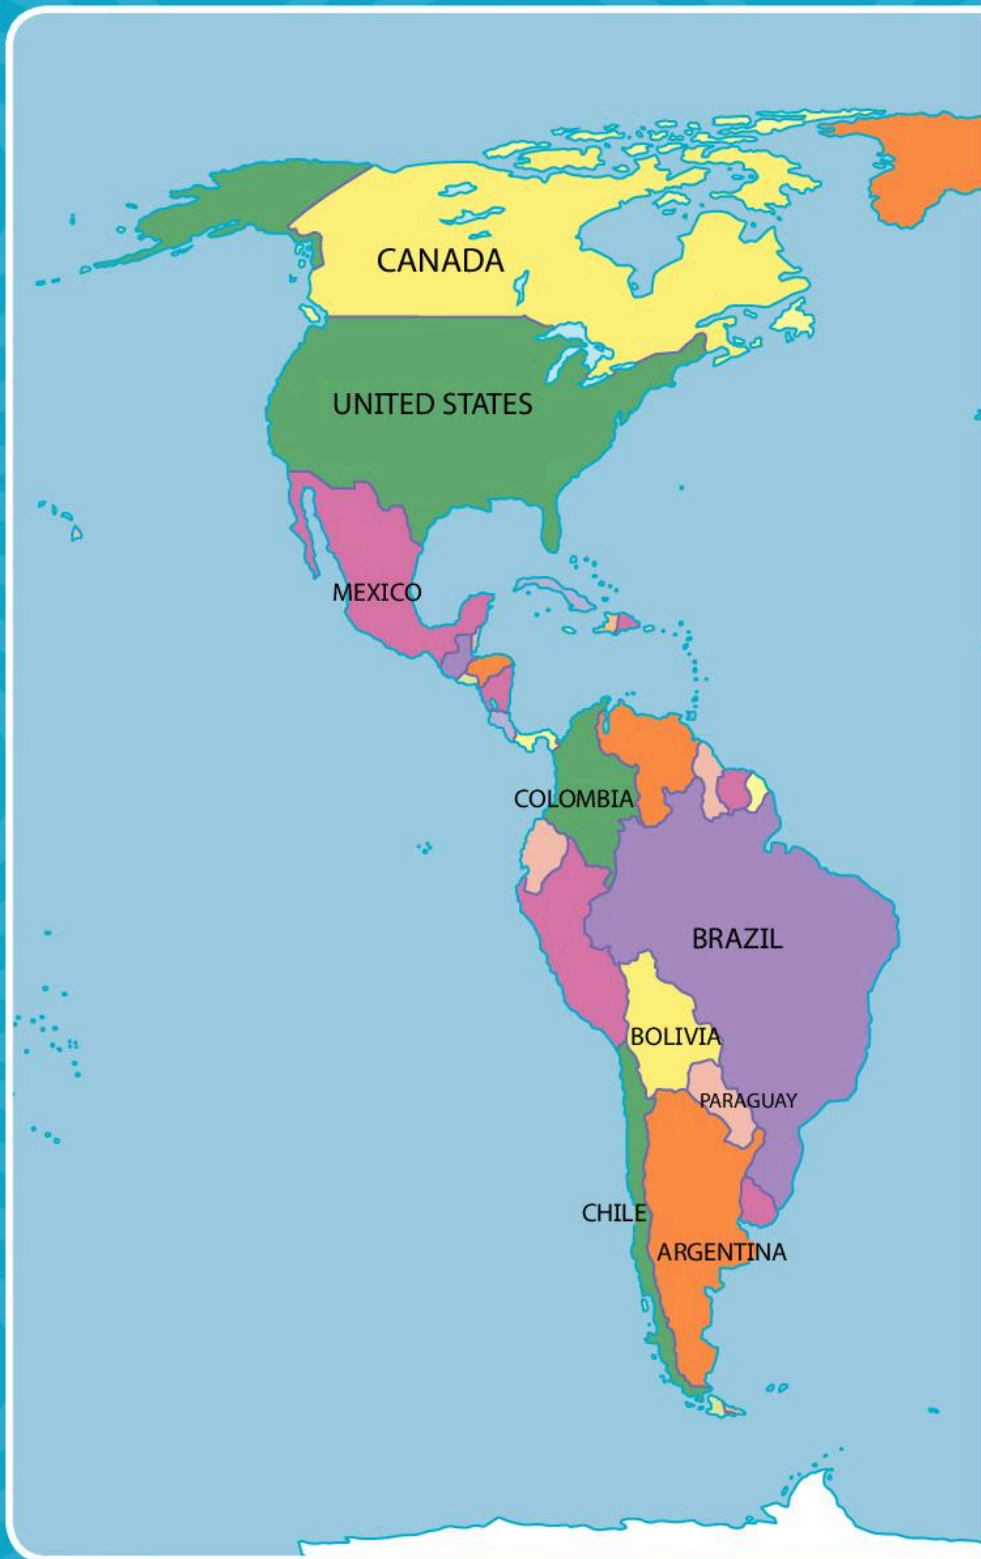 CANADA
UNITED STATES
MEXICO
COLOMBIA
BRAZIL
BOLIVIA
PARAGUAY
CHILE
ARGENTINA